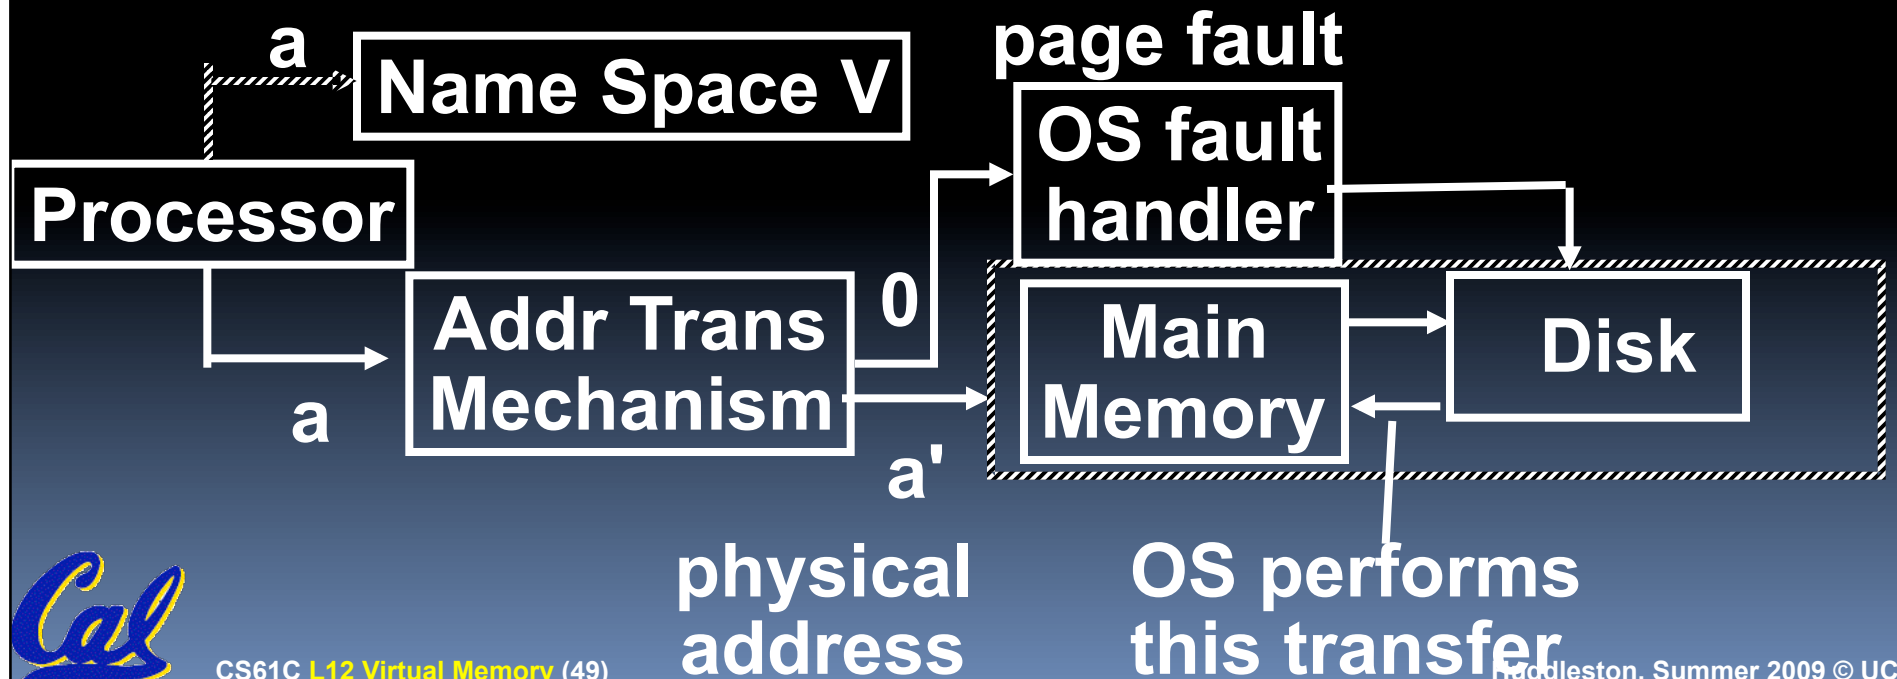 a
Name Space V
page fault
OS fault
handler
Processor
0
Addr Trans
Mechanism
a
a'
Main
Memory
Disk
physical
address
OS performs
this transfer
Cal
CS61C L12 Virtual Memory (49)
Huddleston, Summer 2009 © UC